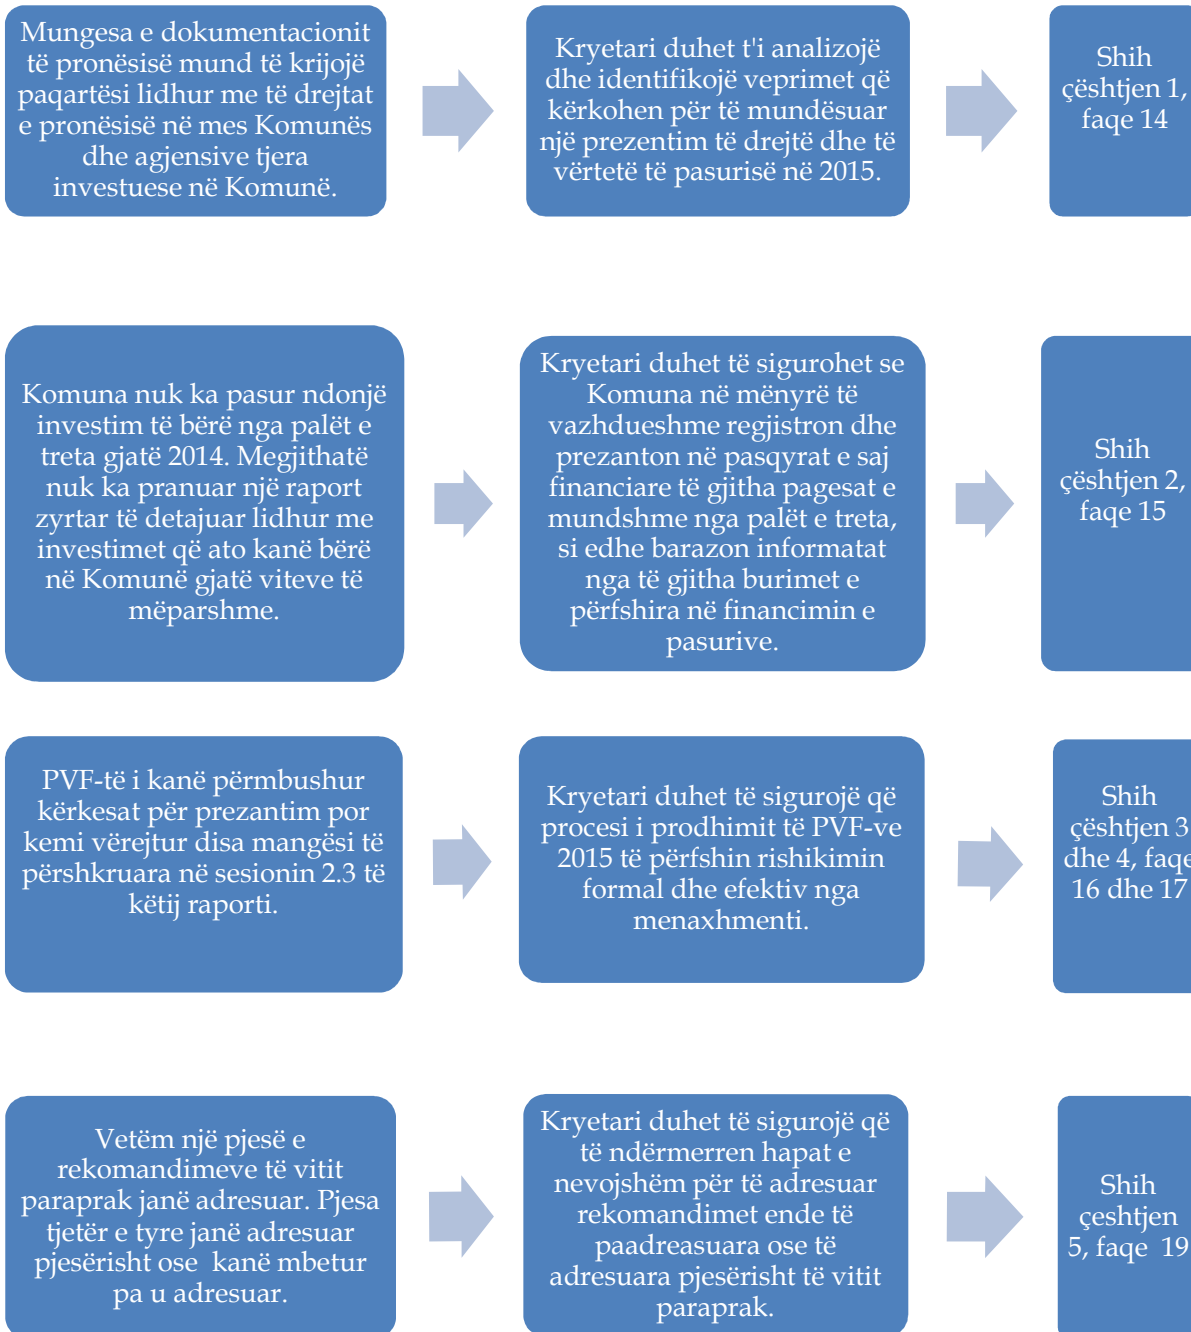 Mungesa e dokumentacionit
të pronësisë mund të krijojë
paqartësi lidhur me të drejtat
e pronësisë në mes Komunës
dhe agjensive tjera
investuese në Komunë.
Kryetari duhet t'i analizojë
dhe identifikojë veprimet që
kërkohen për të mundësuar
një prezentim të drejtë dhe të
vërtetë të pasurisë në 2015.
Shih
çështjen 1,
faqe 14
Komuna nuk ka pasur ndonjë
investim të bërë nga palët e
treta gjatë 2014. Megjithatë
nuk ka pranuar një raport
zyrtar të detajuar lidhur me
investimet që ato kanë bërë
në Komunë gjatë viteve të
mëparshme.
Kryetari duhet të sigurohet se
Komuna në mënyrë të
vazhdueshme regjistron dhe
prezanton në pasqyrat e saj
financiare të gjitha pagesat e
mundshme nga palët e treta,
si edhe barazon informatat
nga të gjitha burimet e
përfshira në financimin e
pasurive.
Shih
çështjen 2,
faqe 15
PVF-të i kanë përmbushur
kërkesat për prezantim por
kemi vërejtur disa mangësi të
përshkruara në sesionin 2.3 të
këtij raporti.
Kryetari duhet të sigurojë që
procesi i prodhimit të PVF-ve
2015 të përfshin rishikimin
formal dhe efektiv nga
menaxhmenti.
Shih
çështjen 3
dhe 4, faqe
16 dhe 17
Vetëm një pjesë e
rekomandimeve të vitit
paraprak janë adresuar. Pjesa
tjetër e tyre janë adresuar
pjesërisht ose kanë mbetur
pa u adresuar.
Kryetari duhet të sigurojë që
të ndërmerren hapat e
nevojshëm për të adresuar
rekomandimet ende të
paadreasuara ose të
adresuara pjesërisht të vitit
paraprak.
Shih
çeshtjen
5, faqe 19